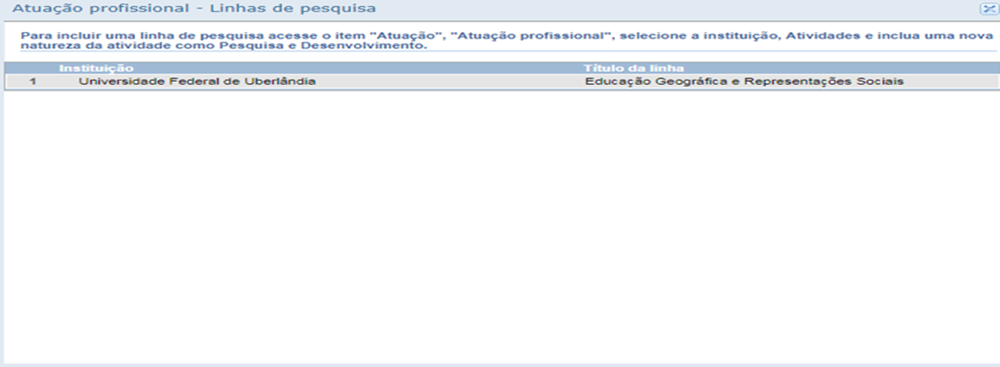 Atuação profissional - Linhas de pesquisa
Para incluir uma linha de pesquisa acesse o item "Atuação", "Atuação profissional", selecione a instituição, Atividades e inclua uma nova
natureza da atividade como Pesquisa e Desenvolvimento.
Instituição Título da linha
1 Universidade Federal de Uberlândia Educação Geográfica e Representações Sociais